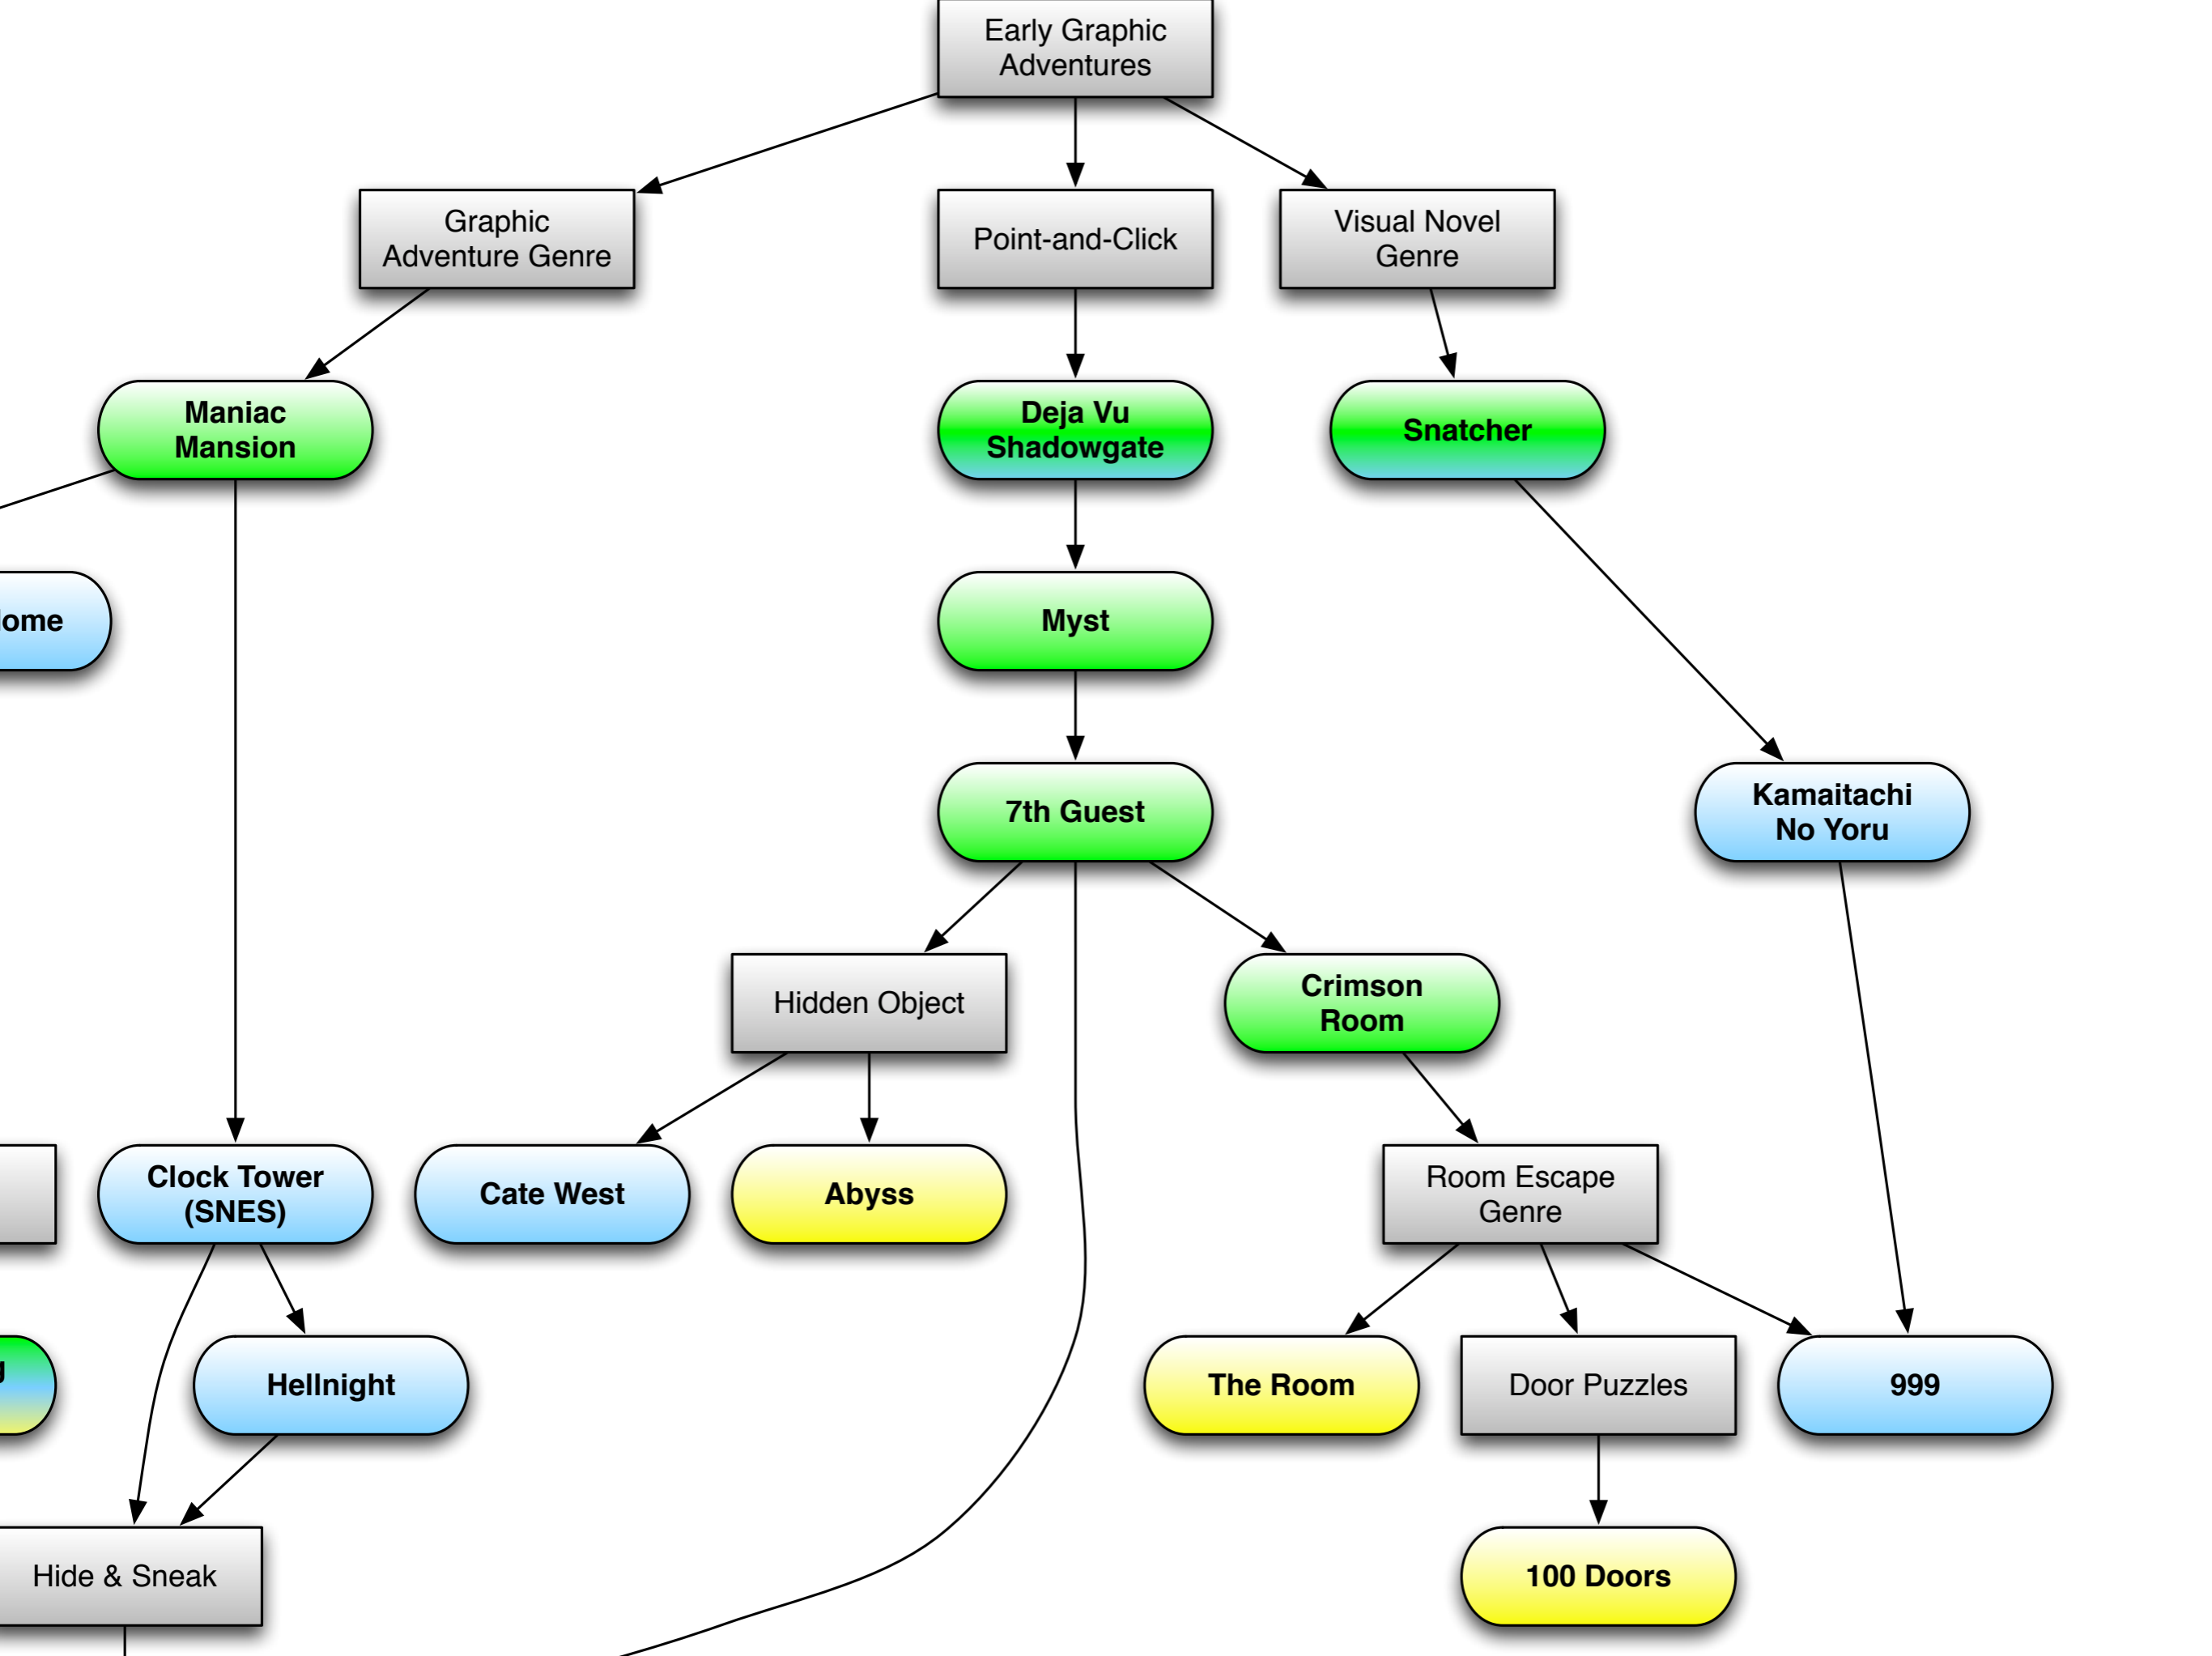 Early Graphic
Adventures
Graphic
Adventure Genre
Point-and-Click
Visual Novel
Genre
Maniac
Mansion
Deja Vu
Shadowgate
Snatcher
Myst
7th Guest
Kamaitachi
No Yoru
Hidden Object
Crimson
Room
Clock Tower
(SNES)
Cate West
Abyss
Room Escape
Genre
Hellnight
The Room
Door Puzzles
999
Hide & Sneak
100 Doors